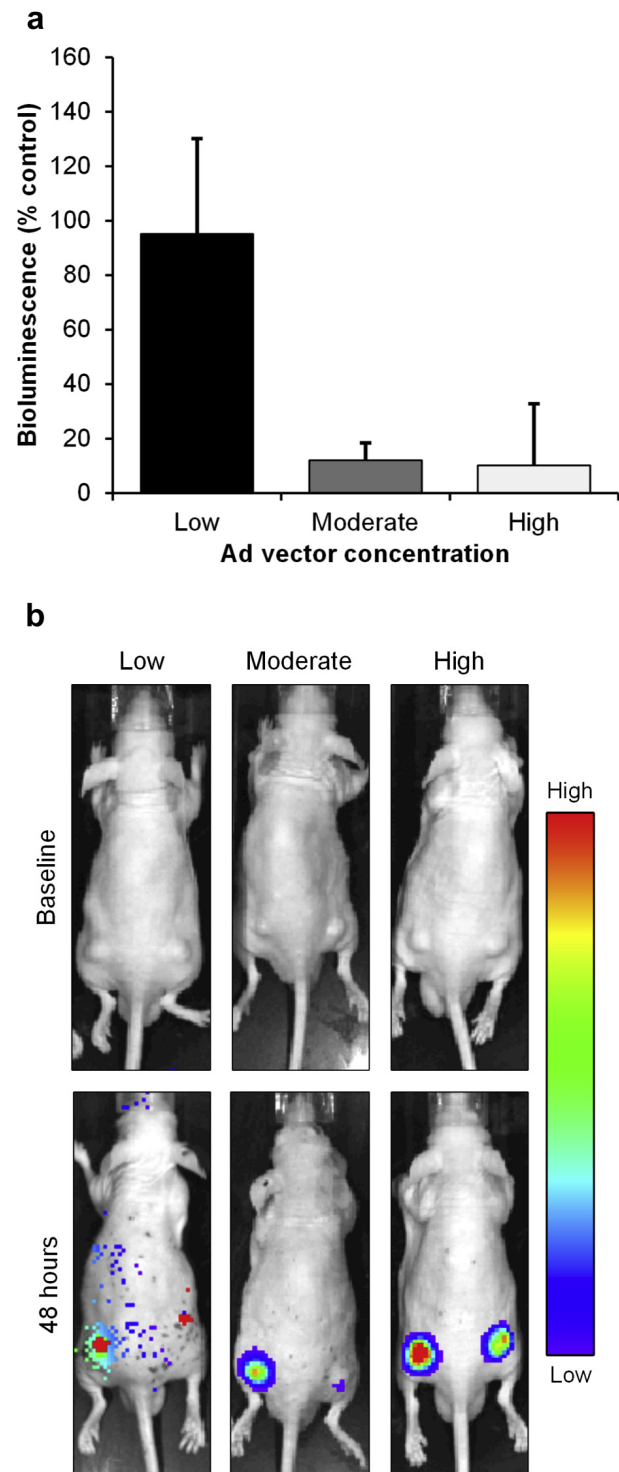 a
Bioluminescence (% control)
160
140
120
100
80
60
40
20
0
Low Moderate High
Ad vector concentration
b
Low Moderate High
Baseline
48 hours
High
Low